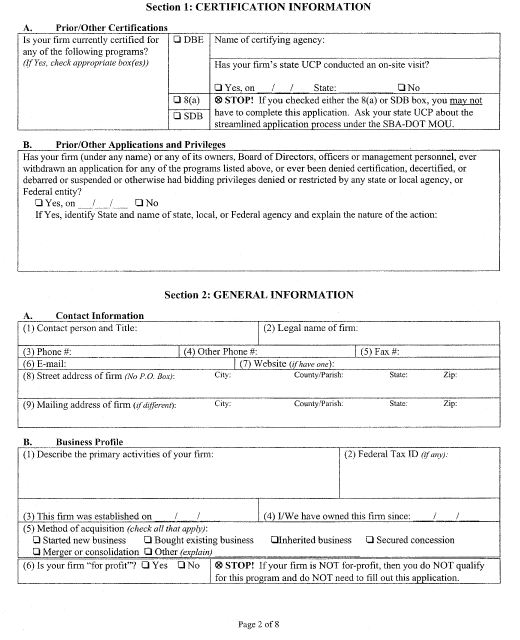 Section 1: CERTIFICATION INFORMATION
A. Prior/Other Certifications
Is your firm currently certified for
any of the following programs?
(If Yes, check appropriate box(es))
❑ DBE
Name of certifying agency:
Has your firm's state UCP conducted an on-site visit?
❑ Yes, on __/__/__ State: ❑ No
❑ 8(a)
❑ SDB
⊗ STOP! If you checked either the 8(a) or SDB box, you may not
have to complete this application. Ask your state UCP about the
streamlined application process under the SBA-DOT MOU.
B. Prior/Other Applications and Privileges
Has your firm (under any name) or any of its owners, Board of Directors, officers or management personnel, ever
withdrawn an application for any of the programs listed above, or ever been denied certification, decertified, or
debarred or suspended or otherwise had bidding privileges denied or restricted by any state or local agency, or
Federal entity?
❑ Yes, on __/__/__ ❑ No
If Yes, identify State and name of state, local, or Federal agency and explain the nature of the action:
Section 2: GENERAL INFORMATION
A. Contact Information
(1) Contact person and Title: (2) Legal name of firm:
(3) Phone #: (4) Other Phone #: (5) Fax #:
(6) E-mail: (7) Website (if have one):
(8) Street address of firm (No P.O. Box): City: County/Parish: State: Zip:
(9) Mailing address of firm (if different): City: County/Parish: State: Zip:
B. Business Profile
(1) Describe the primary activities of your firm: (2) Federal Tax ID (if any):
(3) This firm was established on __/__/__ (4) I/We have owned this firm since: __/__/__
(5) Method of acquisition (check all that apply):
❑ Started new business ❑ Bought existing business ❑Inherited business ❑ Secured concession
❑ Merger or consolidation ❑ Other (explain)
(6) Is your firm "for profit"? ❑ Yes ❑ No
⊗ STOP! If your firm is NOT for-profit, then you do NOT qualify
for this program and do NOT need to fill out this application.
Page 2 of 8